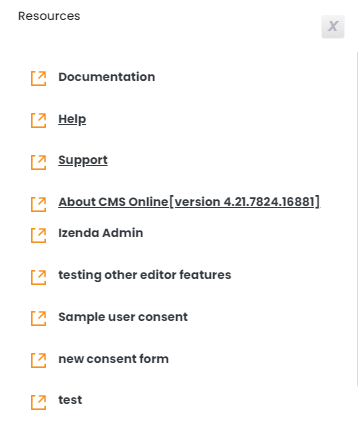 Resources
X
Documentation
Help
Support
About CMS Online[version 4.21.7824.16881]
Izenda Admin
testing other editor features
Sample user consent
new consent form
test